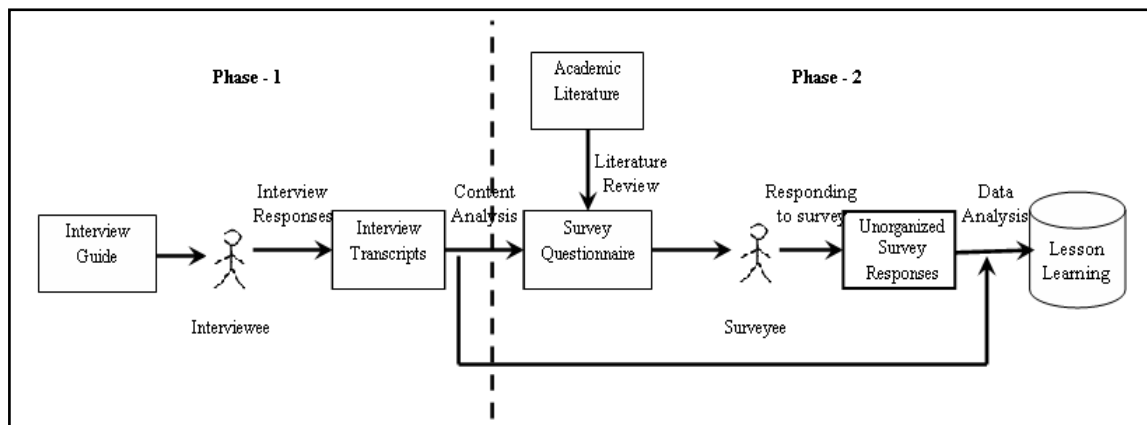 Phase - 1
Academic
Literature
Phase - 2
Literature
Review
Interview
Responses
Content
Analysis
Responding
to survey
Data
Analysis
Interview
Guide
Interview
Transcripts
Survey
Questionnaire
Unorganized
Survey
Responses
Lesson
Learning
Interviewee
Surveyee